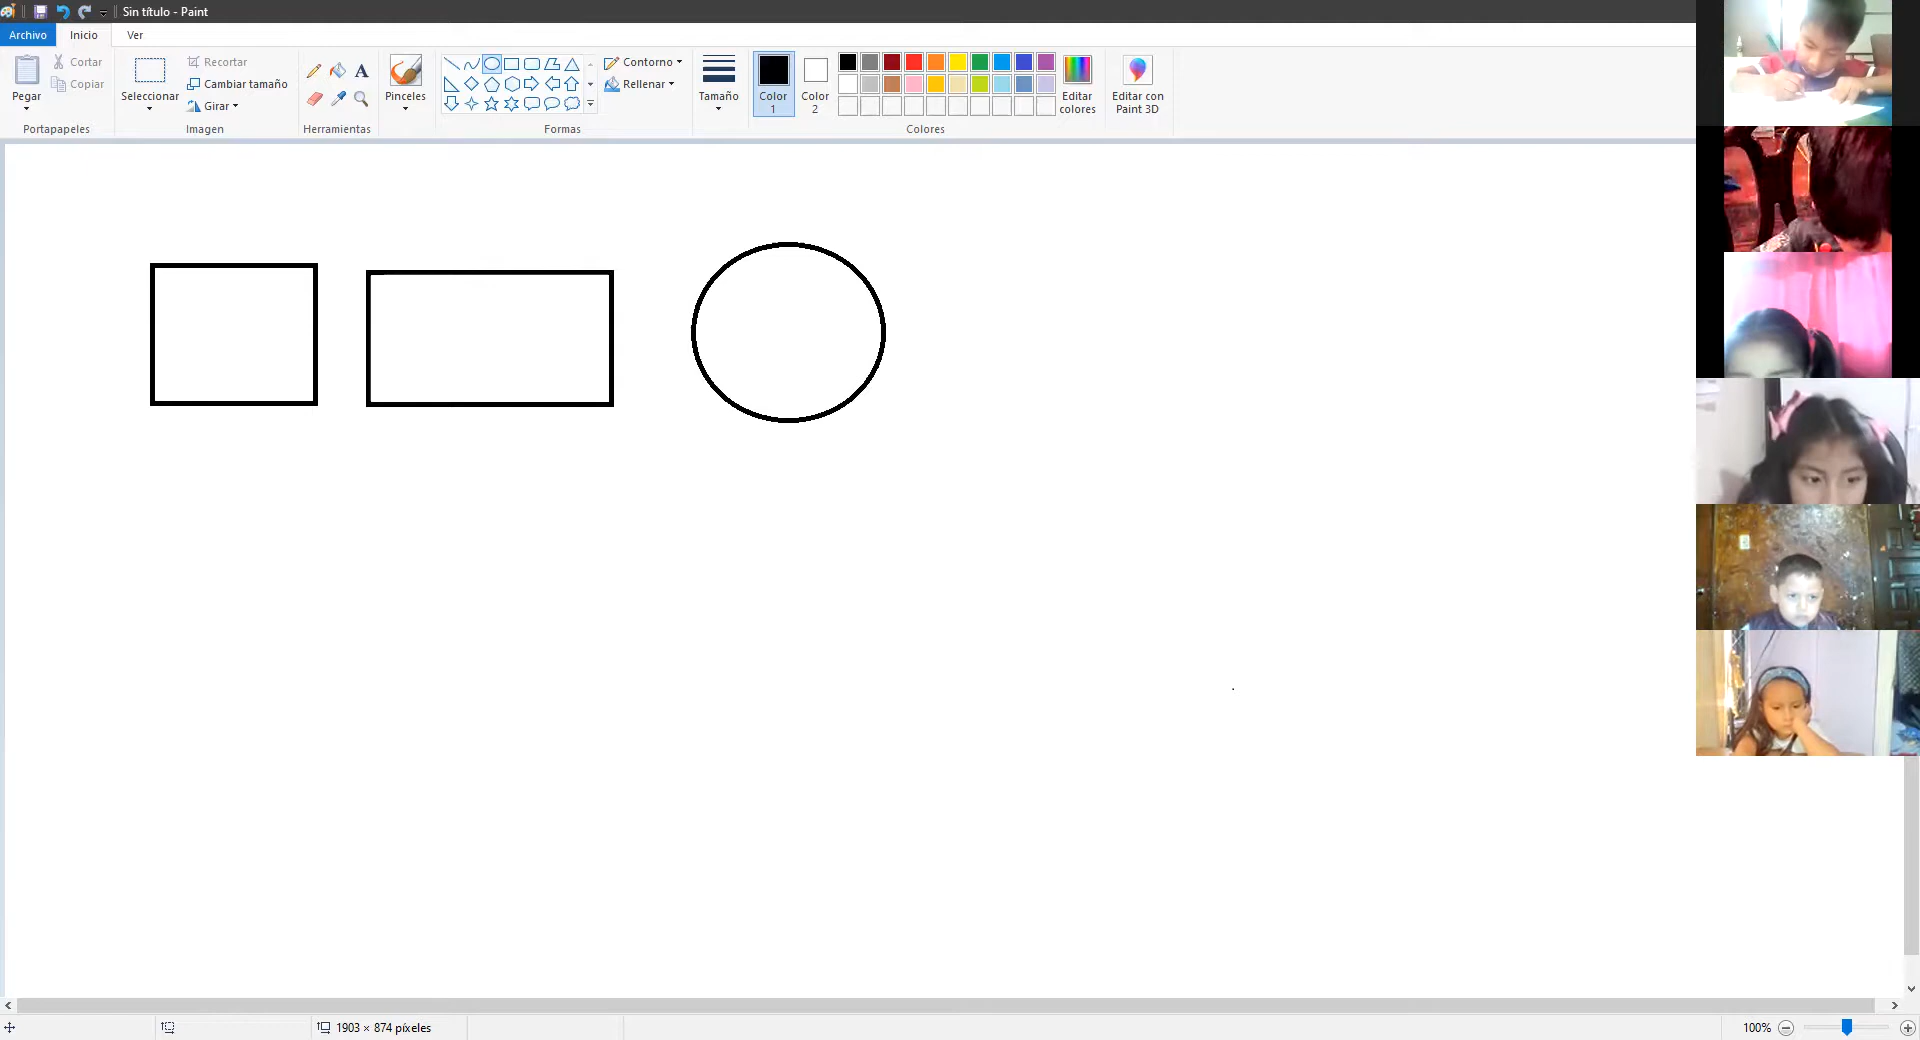 Sin título - Paint
Archivo Inicio Ver
Pegar
Cortar
Copiar
Portapapeles
Seleccionar
Recortar
Cambiar tamaño
Girar
Imagen
A
Herramientas
Pinceles
Contorno
Rellenar
Formas
Tamaño
Color
1
Color
2
Editar
colores
Colores
Editar con
Paint 3D
1903 × 874 píxeles
100%